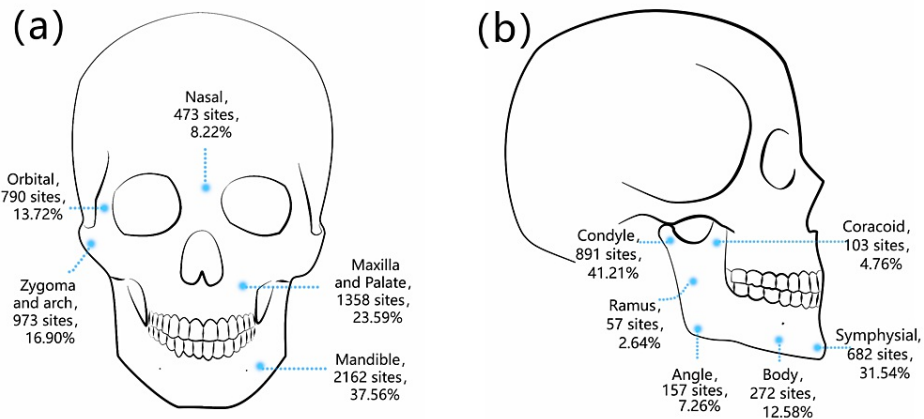 (a)
Nasal,
473 sites,
8.22%
Orbital,
790 sites,
13.72%
Zygoma
and arch,
973 sites,
16.90%
Maxilla
and Palate,
1358 sites,
23.59%
Mandible,
2162 sites,
37.56%
(b)
Condyle,
891 sites,
41.21%
Coracoid,
103 sites,
4.76%
Ramus,
57 sites,
2.64%
Angle,
157 sites,
7.26%
Body,
272 sites,
12.58%
Symphysial,
682 sites,
31.54%